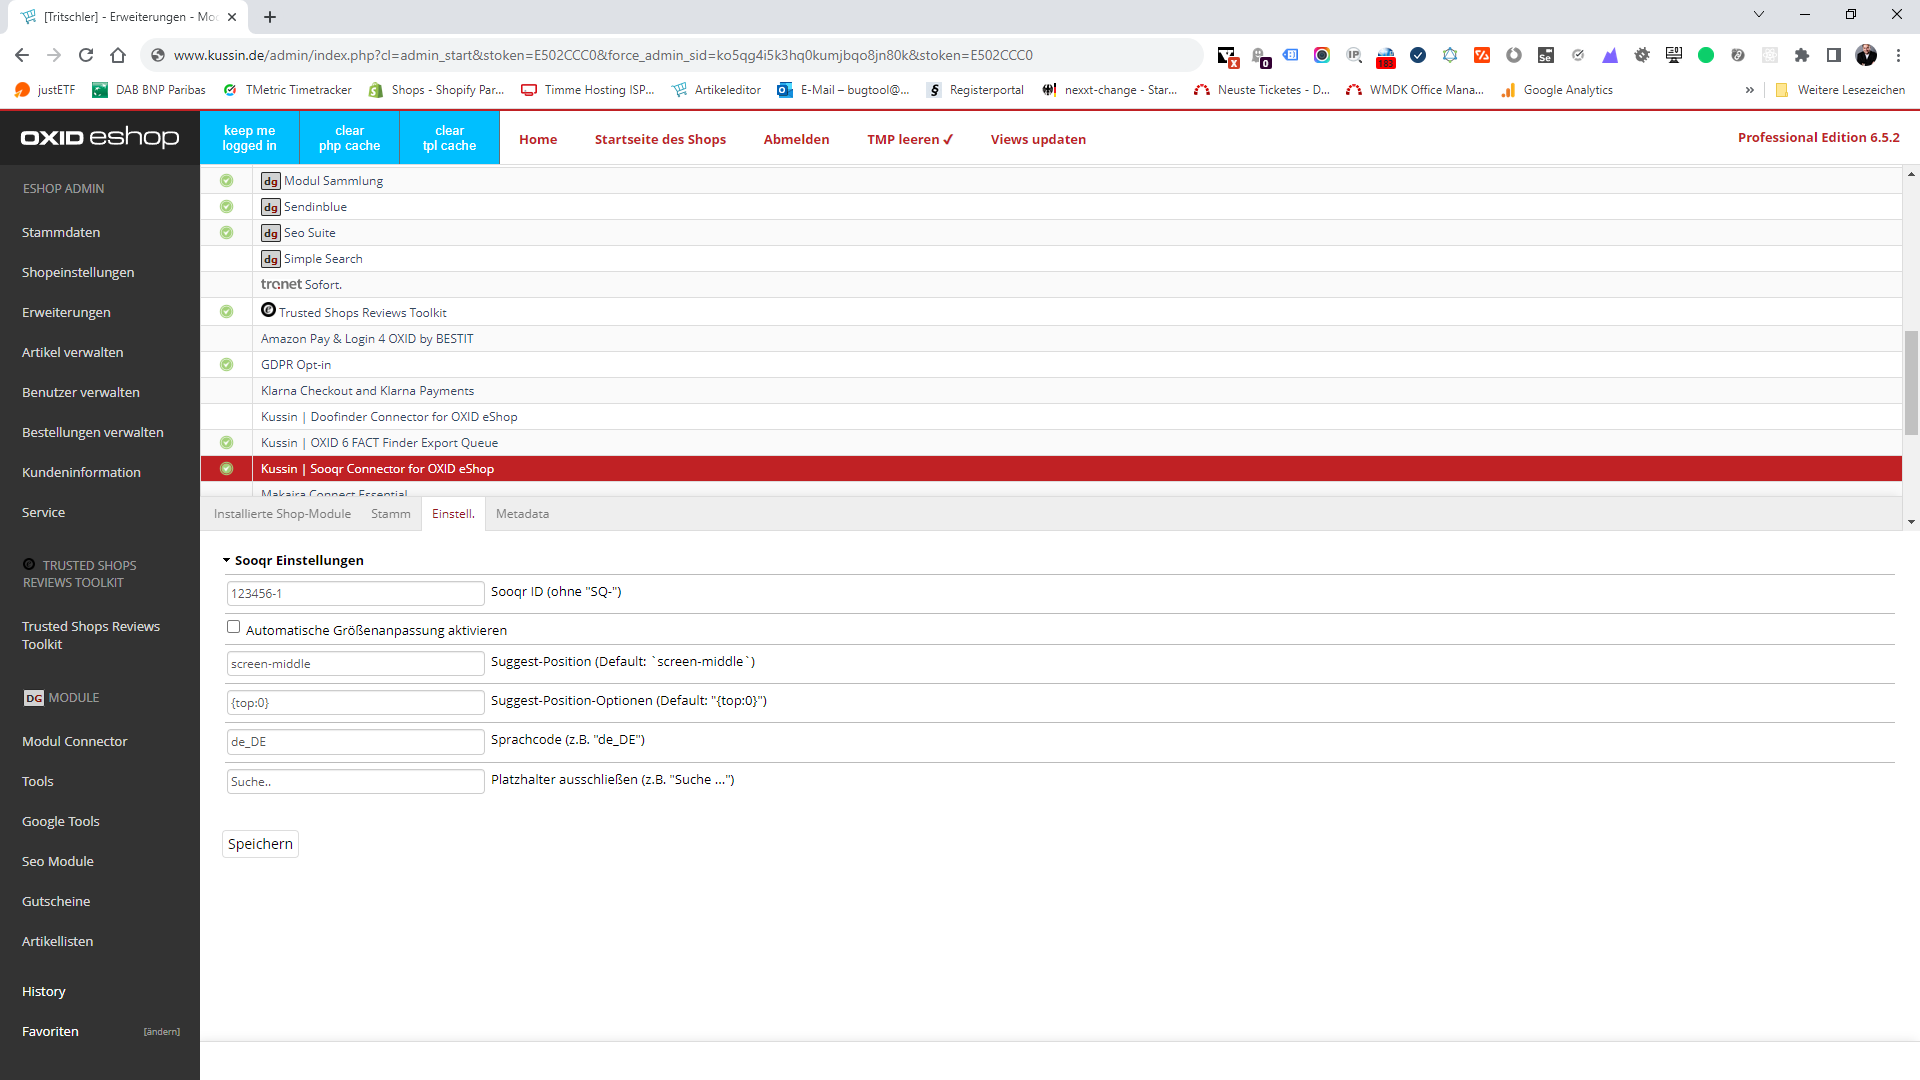 [Tritschler] - Erweiterungen - Mo
www.kussin.de/admin/index.php?cl=admin_start&stoken=E502CCC0&force_admin_sid=ko5qg4i5k3hq0kumjbqo8jn80k&stoken=E502CCC0
justETF
DAB BNP Paribas
TMetric Timetracker
Shops - Shopify Par...
Timme Hosting ISP...
Artikeleditor
E-Mail – bugtool@...
Registerportal
nexxt-change - Star...
Neuste Ticketes - D...
WMDK Office Mana...
Google Analytics
»
Weitere Lesezeichen
OXID eshop
keep me
logged in
clear
php cache
clear
tpl cache
Home
Startseite des Shops
Abmelden
TMP leeren ✓
Views updaten
Professional Edition 6.5.2
ESHOP ADMIN
Stammdaten
Shopeinstellungen
Erweiterungen
Artikel verwalten
Benutzer verwalten
Bestellungen verwalten
Kundeninformation
Service
TRUSTED SHOPS
REVIEWS TOOLKIT
Trusted Shops Reviews
Toolkit
DG MODULE
Modul Connector
Tools
Google Tools
Seo Module
Gutscheine
Artikellisten
History
Favoriten [ändern]
dg Modul Sammlung
dg Sendinblue
dg Seo Suite
dg Simple Search
tronet Sofort.
Trusted Shops Reviews Toolkit
Amazon Pay & Login 4 OXID by BESTIT
GDPR Opt-in
Klarna Checkout and Klarna Payments
Kussin | Doofinder Connector for OXID eShop
Kussin | OXID 6 FACT Finder Export Queue
Kussin | Sooqr Connector for OXID eShop
Makaira Connect Essential
Installierte Shop-Module
Stamm
Einstell.
Metadata
Sooqr Einstellungen
123456-1 Sooqr ID (ohne "SQ-")
Automatische Größenanpassung aktivieren
screen-middle Suggest-Position (Default: `screen-middle`)
{top:0} Suggest-Position-Optionen (Default: "{top:0}")
de_DE Sprachcode (z.B. "de_DE")
Suche.. Platzhalter ausschließen (z.B. "Suche ...")
Speichern